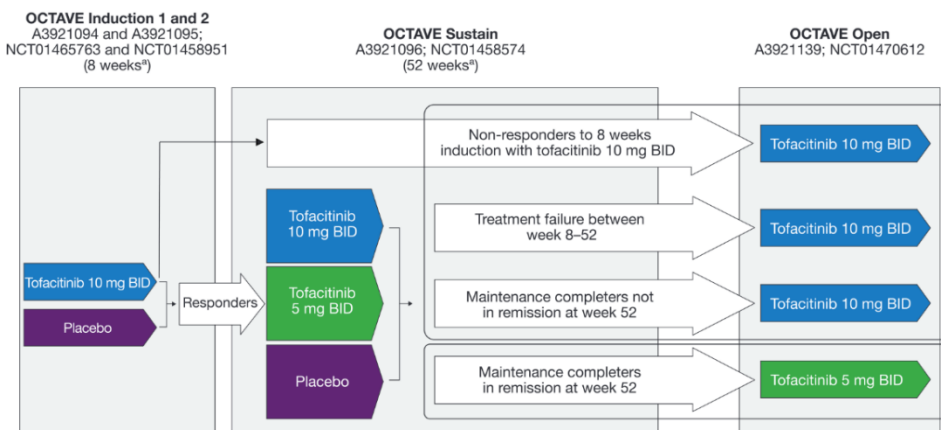 OCTAVE Induction 1 and 2
A3921094 and A3921095;
NCT01465763 and NCT01458951
(8 weeksª)
OCTAVE Sustain
A3921096; NCT01458574
(52 weeksª)
OCTAVE Open
A3921139; NCT01470612
Non-responders to 8 weeks
induction with tofacitinib 10 mg BID
Tofacitinib 10 mg BID
Tofacitinib
10 mg BID
Treatment failure between
week 8–52
Tofacitinib 10 mg BID
Tofacitinib 10 mg BID
Placebo
Responders
Tofacitinib
5 mg BID
Maintenance completers not
in remission at week 52
Tofacitinib 10 mg BID
Placebo
Maintenance completers
in remission at week 52
Tofacitinib 5 mg BID